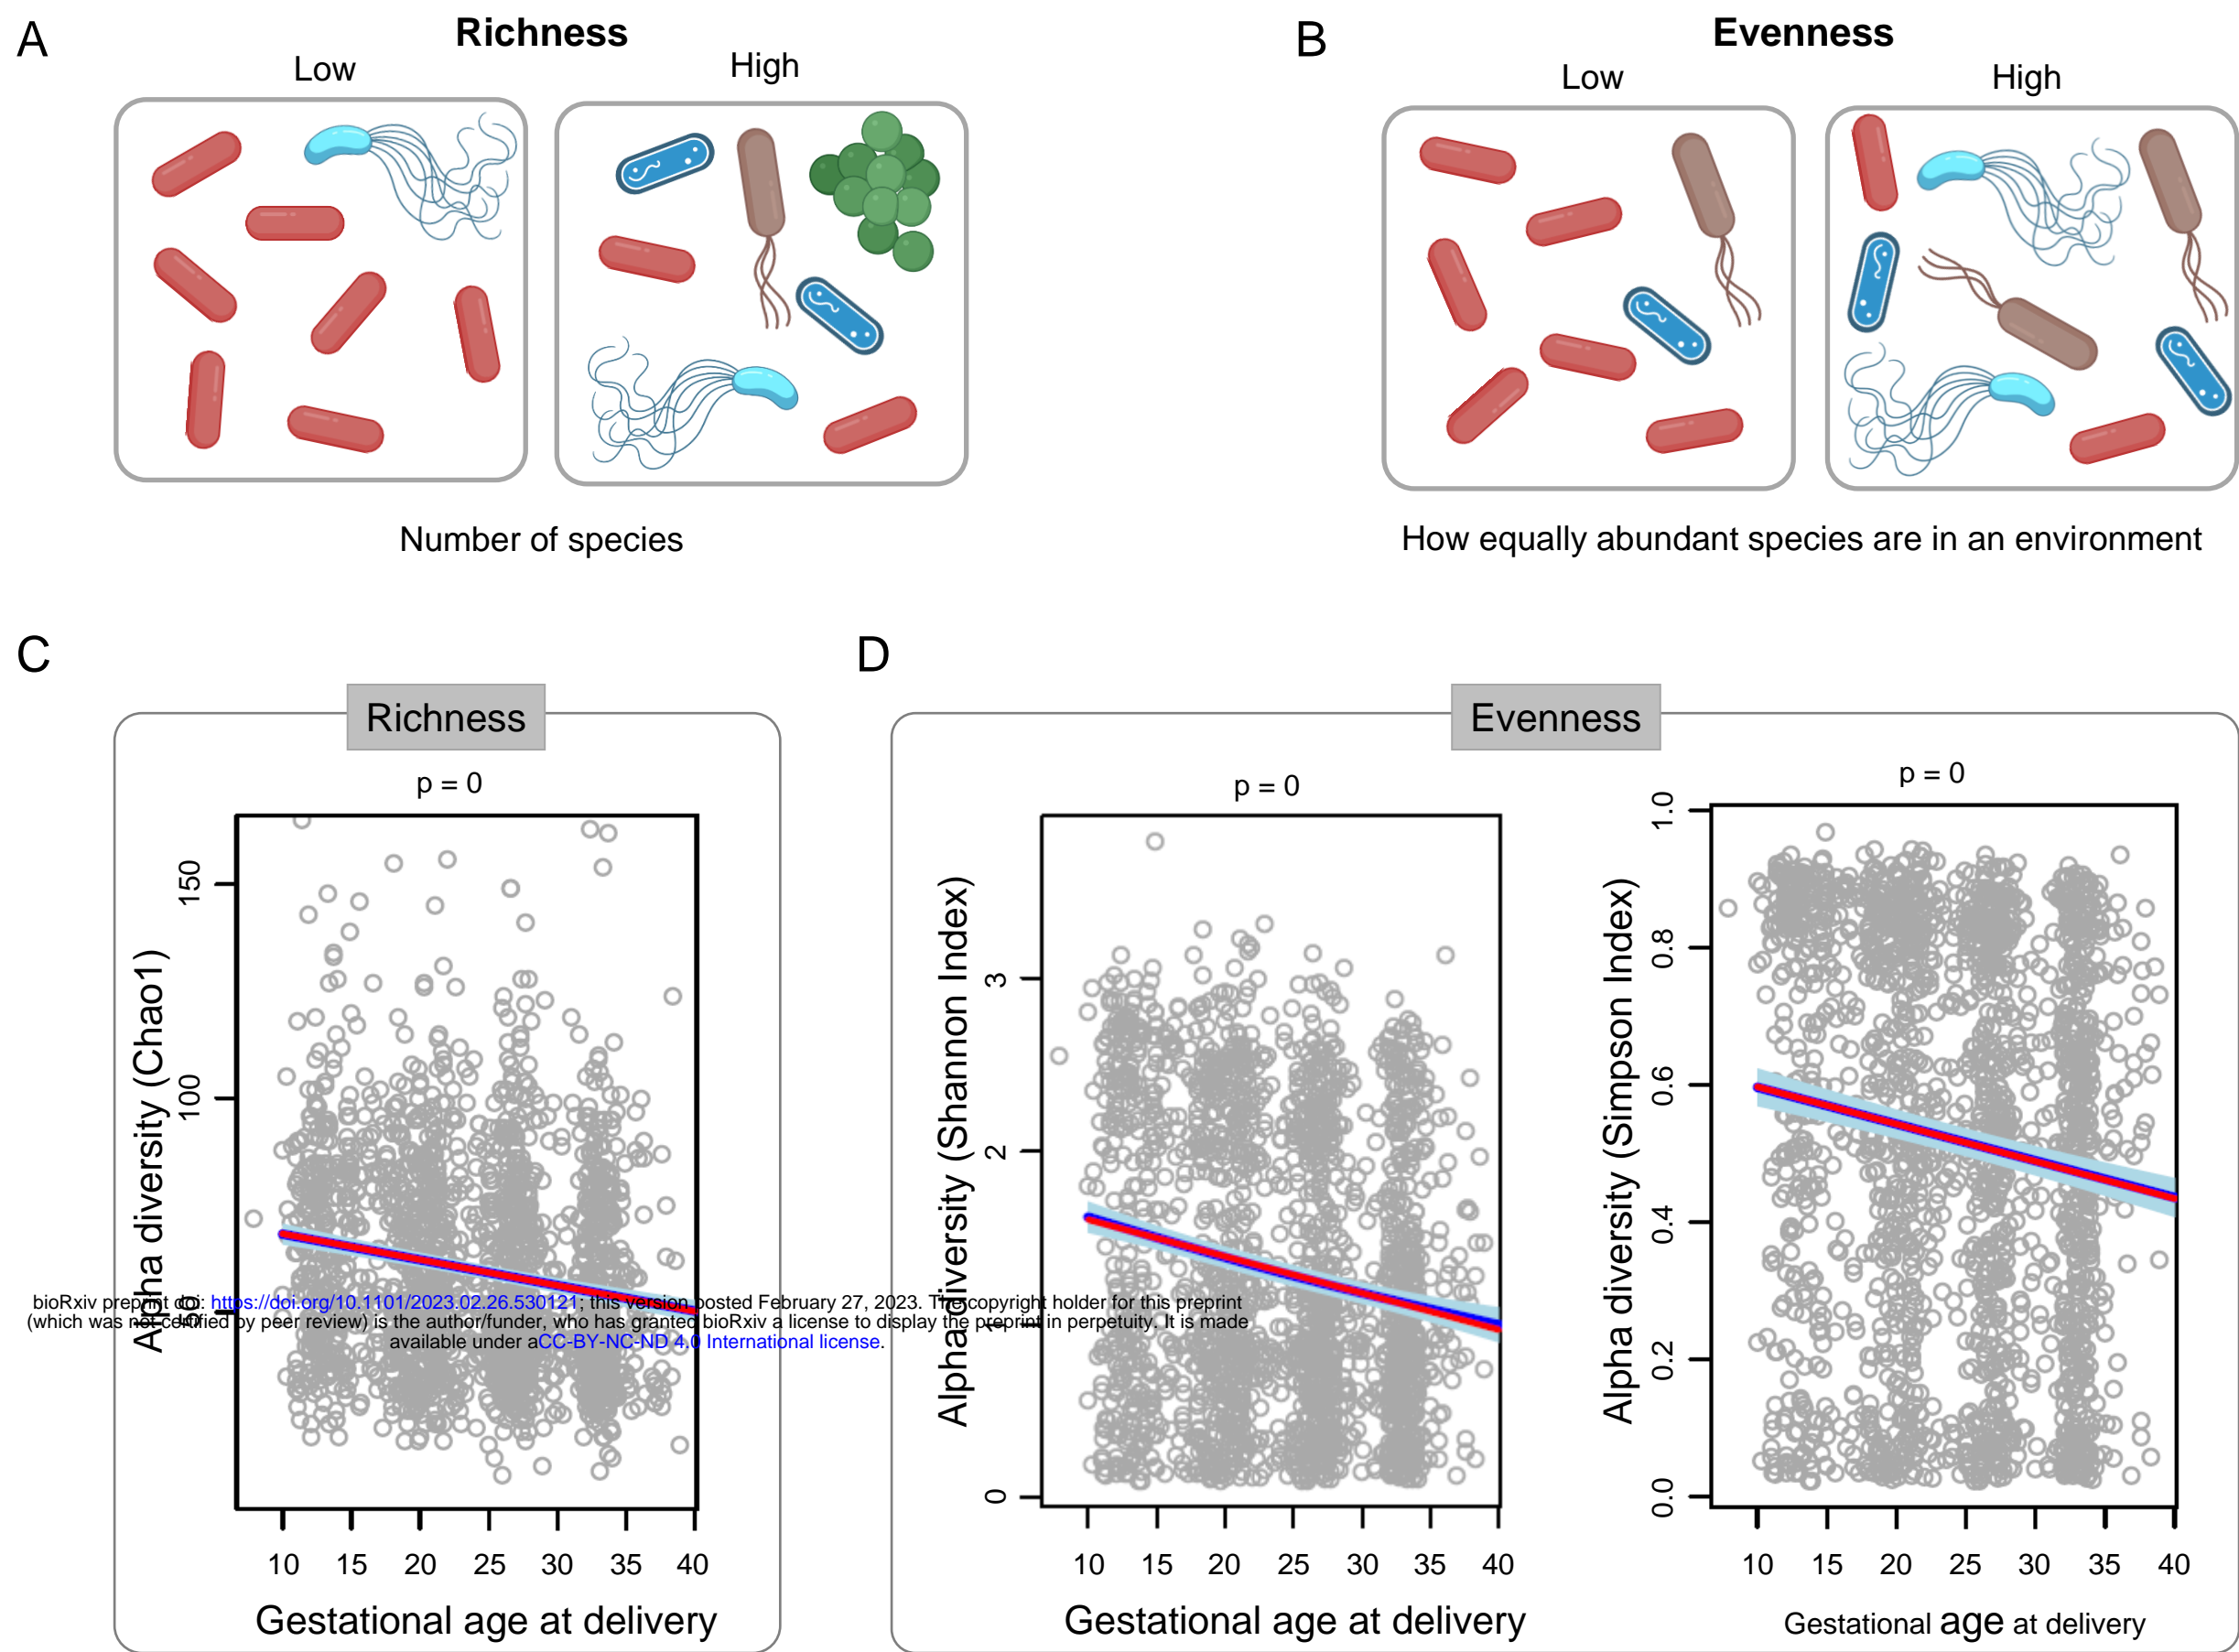 A
Richness
Low
High
Number of species
B
Evenness
Low
High
How equally abundant species are in an environment
C
Richness
p = 0
Alpha diversity (Chao1)
150
100
50
10 15 20 25 30 35 40
Gestational age at delivery
D
Evenness
p = 0
Alpha diversity (Shannon Index)
3
2
1
0
10 15 20 25 30 35 40
Gestational age at delivery
p = 0
Alpha diversity (Simpson Index)
1.0
0.8
0.6
0.4
0.2
0.0
10 15 20 25 30 35 40
Gestational age at delivery
bioRxiv preprint doi: https://doi.org/10.1101/2023.02.26.530121; this version posted February 27, 2023. The copyright holder for this preprint
(which was not certified by peer review) is the author/funder, who has granted bioRxiv a license to display the preprint in perpetuity. It is made
available under aCC-BY-NC-ND 4.0 International license.